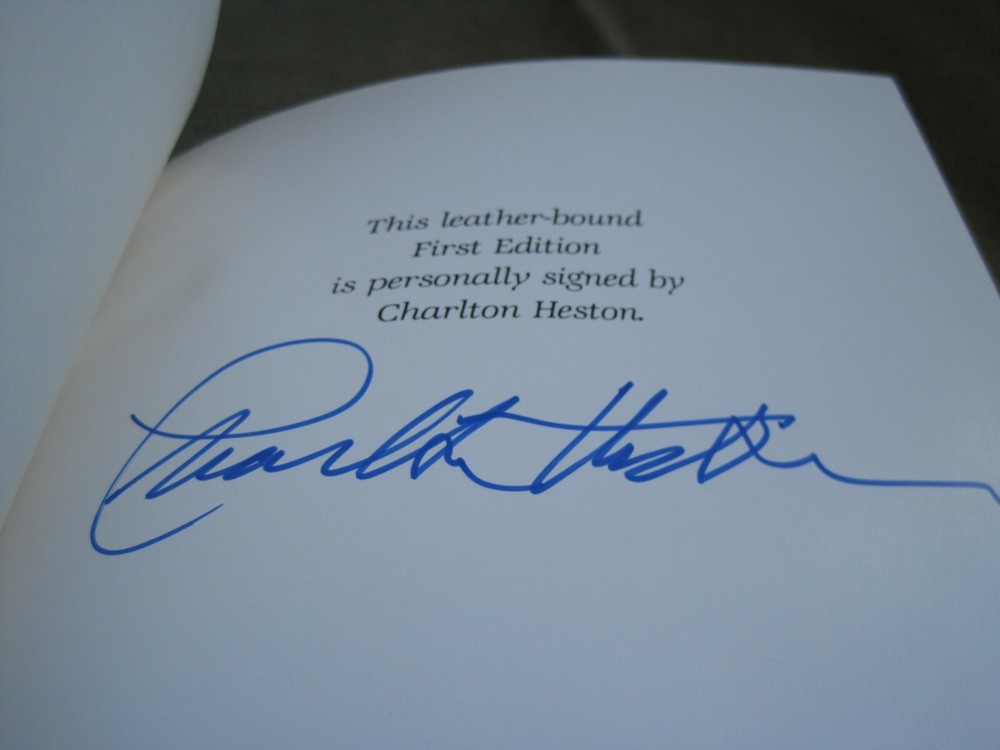 This leather-bound
First Edition
is personally signed by
Charlton Heston.
Charlton Heston